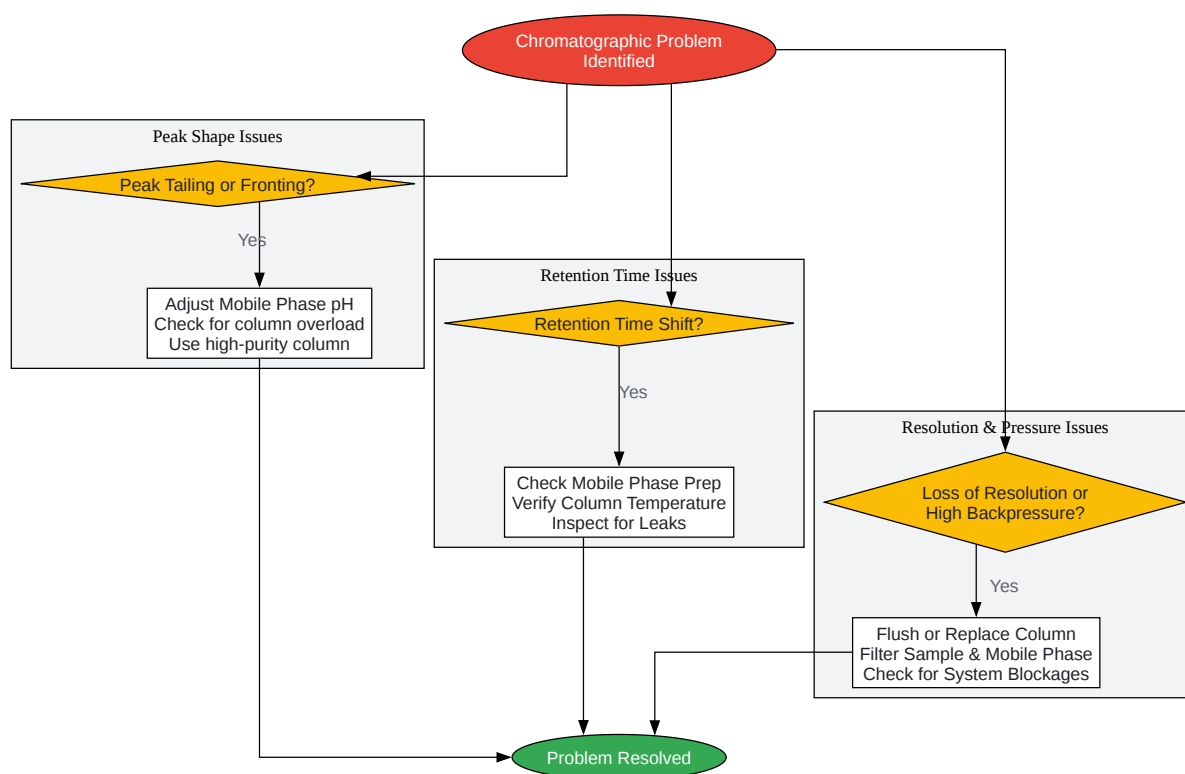 Chromatographic Problem
Identified
Peak Shape Issues
Peak Tailing or Fronting?
Yes
Adjust Mobile Phase pH
Check for column overload
Use high-purity column
Retention Time Issues
Retention Time Shift?
Yes
Check Mobile Phase Prep
Verify Column Temperature
Inspect for Leaks
Resolution & Pressure Issues
Loss of Resolution or
High Backpressure?
Yes
Flush or Replace Column
Filter Sample & Mobile Phase
Check for System Blockages
Problem Resolved